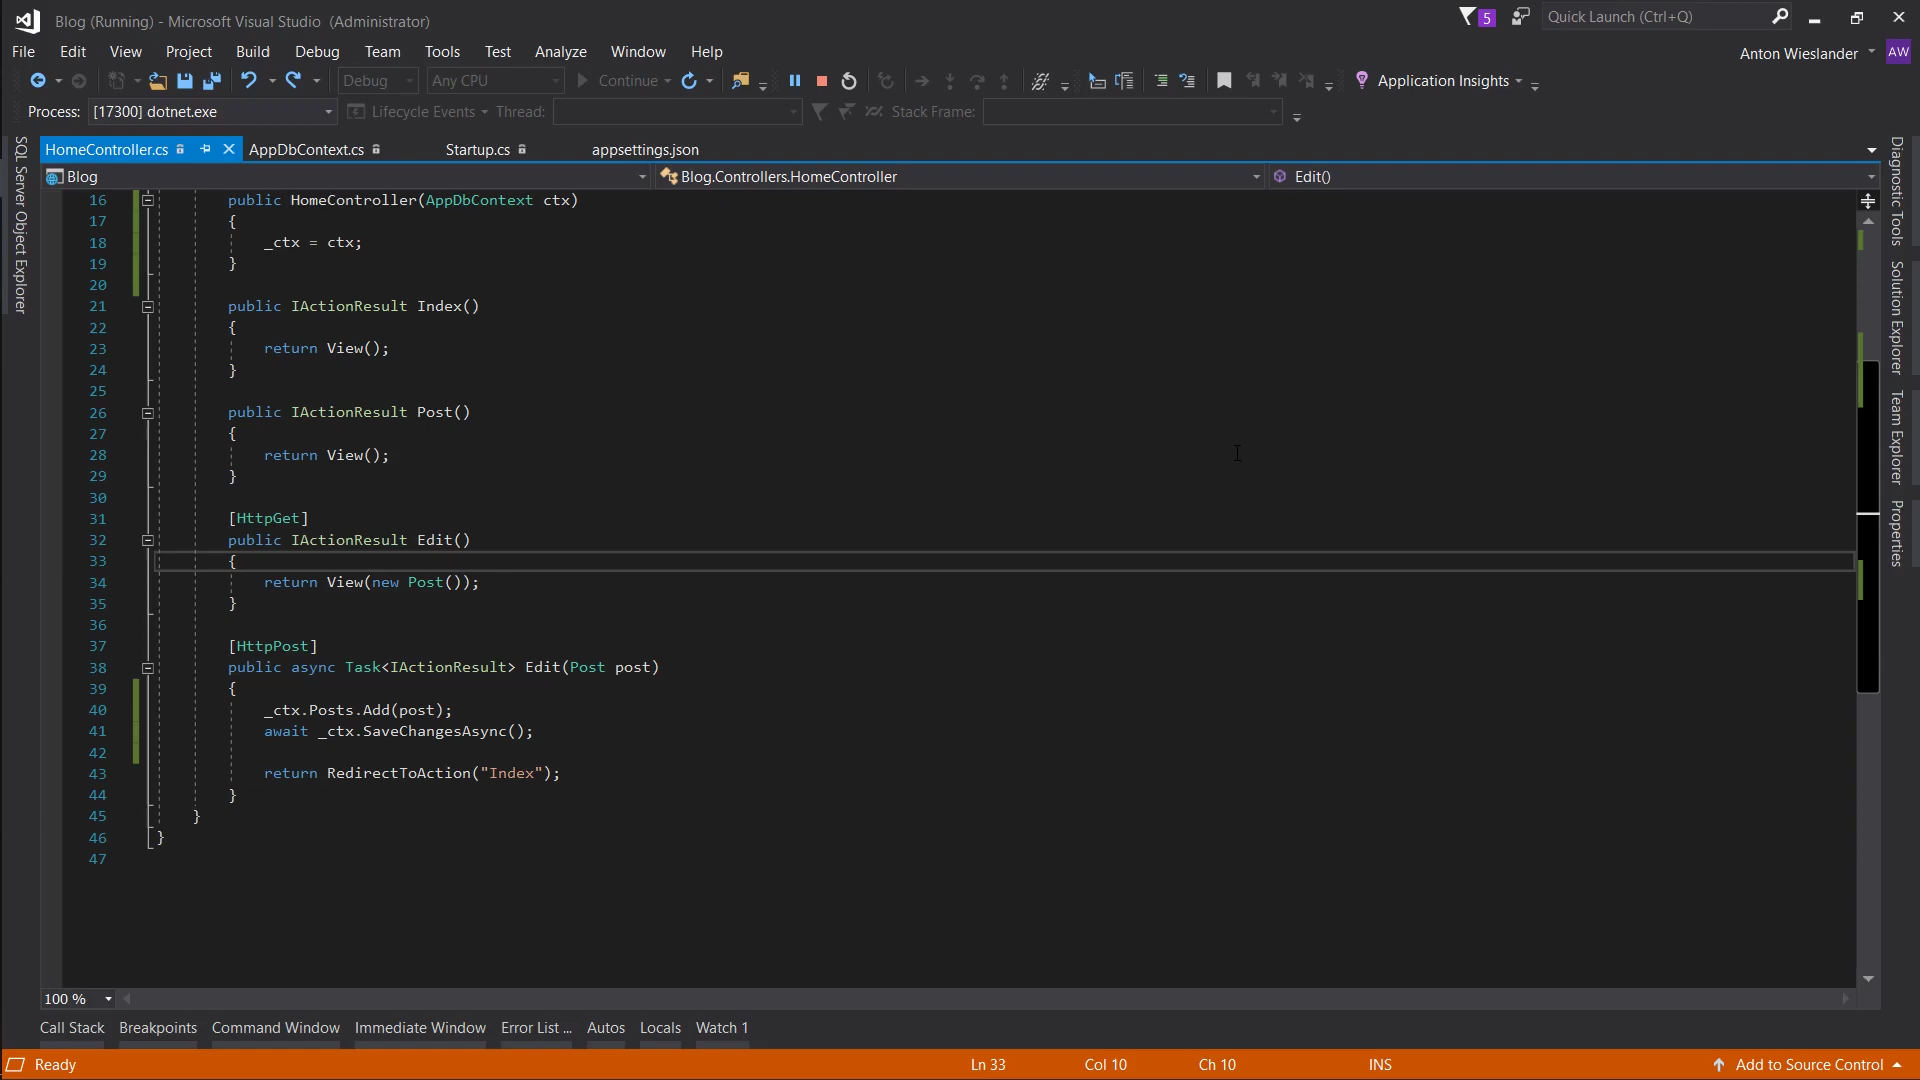 Blog (Running) - Microsoft Visual Studio (Administrator)
5
Quick Launch (Ctrl+Q)
File Edit View Project Build Debug Team Tools Test Analyze Window Help
Anton Wieslander AW
Debug Any CPU Continue Application Insights
Process: [17300] dotnet.exe Lifecycle Events Thread: Stack Frame:
HomeController.cs AppDbContext.cs Startup.cs appsettings.json
Blog Blog.Controllers.HomeController Edit()
SQL Server Object Explorer
Diagnostic Tools
Solution Explorer
Team Explorer
Properties
16 public HomeController(AppDbContext ctx)
17 {
18 _ctx = ctx;
19 }
20
21 public IActionResult Index()
22 {
23 return View();
24 }
25
26 public IActionResult Post()
27 {
28 return View();
29 }
30
31 [HttpGet]
32 public IActionResult Edit()
33 {
34 return View(new Post());
35 }
36
37 [HttpPost]
38 public async Task<IActionResult> Edit(Post post)
39 {
40 _ctx.Posts.Add(post);
41 await _ctx.SaveChangesAsync();
42
43 return RedirectToAction("Index");
44 }
45 }
46 }
47
100 %
Call Stack Breakpoints Command Window Immediate Window Error List ... Autos Locals Watch 1
Ready Ln 33 Col 10 Ch 10 INS Add to Source Control